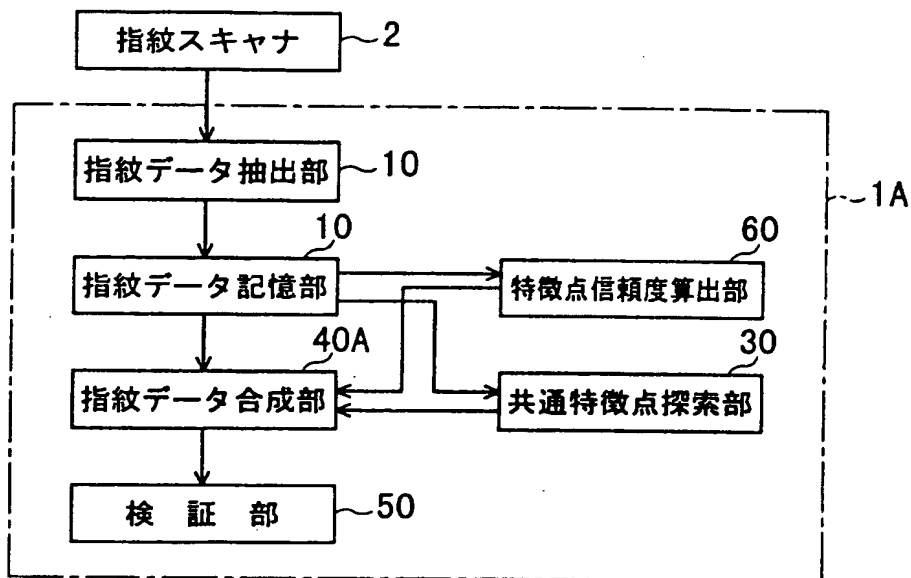 指紋スキャナ 2
指紋データ抽出部 10
1A
10
60
指紋データ記憶部
特徴点信頼度算出部
40A
30
指紋データ合成部
共通特徴点探索部
検 証 部 50